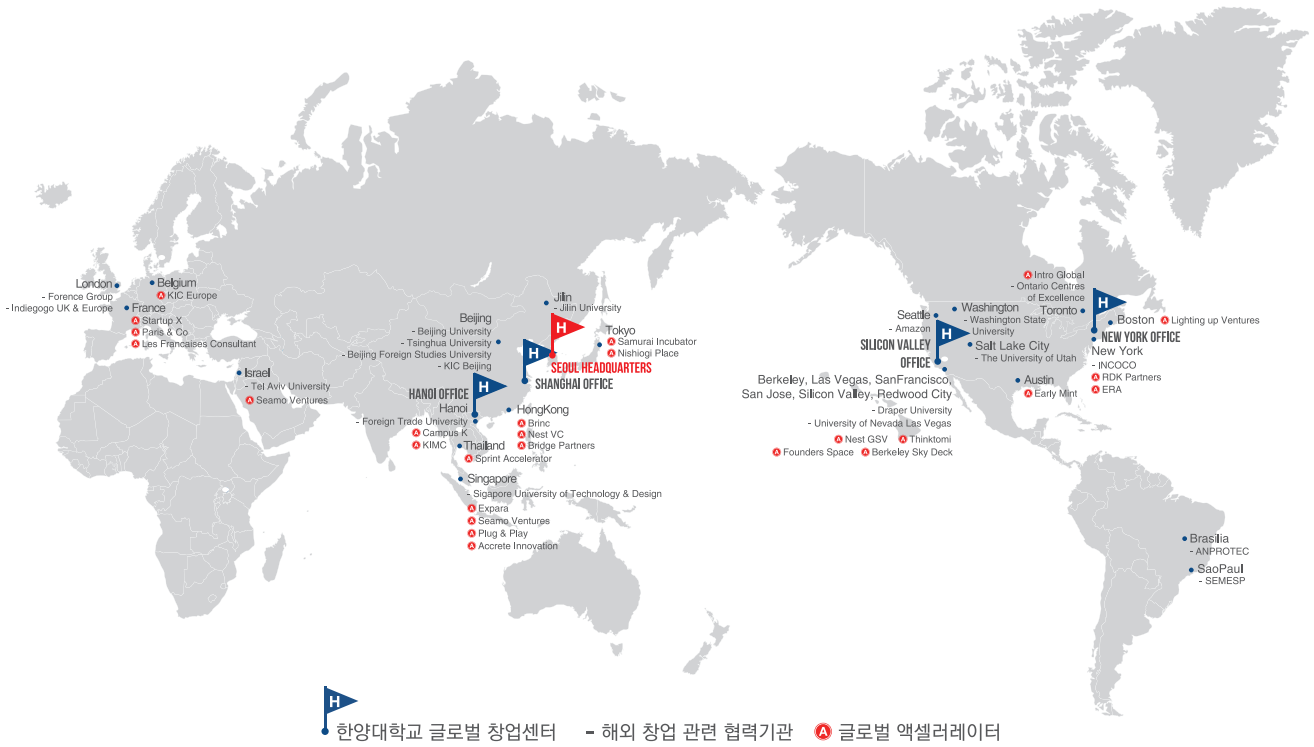 London
- Forence Group
- Indiegogo UK & Europe
Belgium
A KIC Europe
France
A Startup X
A Paris & Co
A Les Francaises Consultant
Israel
- Tel Aviv University
A Seamo Ventures
Jilin
- Jilin University
Beijing
- Beijing University
- Tsinghua University
- Beijing Foreign Studies University
- KIC Beijing
H
SEOUL HEADQUARTERS
Tokyo
A Samurai Incubator
A Nishiogi Place
H
SHANGHAI OFFICE
H
HANOI OFFICE
Hanoi
- Foreign Trade University
A Campus K
A KIMC
HongKong
A Brinc
A Nest VC
A Bridge Partners
Thailand
A Sprint Accelerator
Singapore
- Sigapore University of Technology & Design
A Expara
A Seamo Ventures
A Plug & Play
A Accrete Innovation
Seattle
- Amazon
H
SILICON VALLEY
OFFICE
Washington
- Washington State
University
Salt Lake City
- The University of Utah
Berkeley, Las Vegas, SanFrancisco,
San Jose, Silicon Valley, Redwood City
- Draper University
- University of Nevada Las Vegas
A Nest GSV A Thinktomi
A Founders Space A Berkeley Sky Deck
Austin
A Early Mint
A Intro Global
- Ontario Centres
of Excellence
Toronto
H
Boston A Lighting up Ventures
NEW YORK OFFICE
New York
- INCOCO
A RDK Partners
A ERA
Brasilia
- ANPROTEC
SaoPaul
- SEMESP
H 한양대학교 글로벌 창업센터 - 해외 창업 관련 협력기관 A 글로벌 액셀러레이터